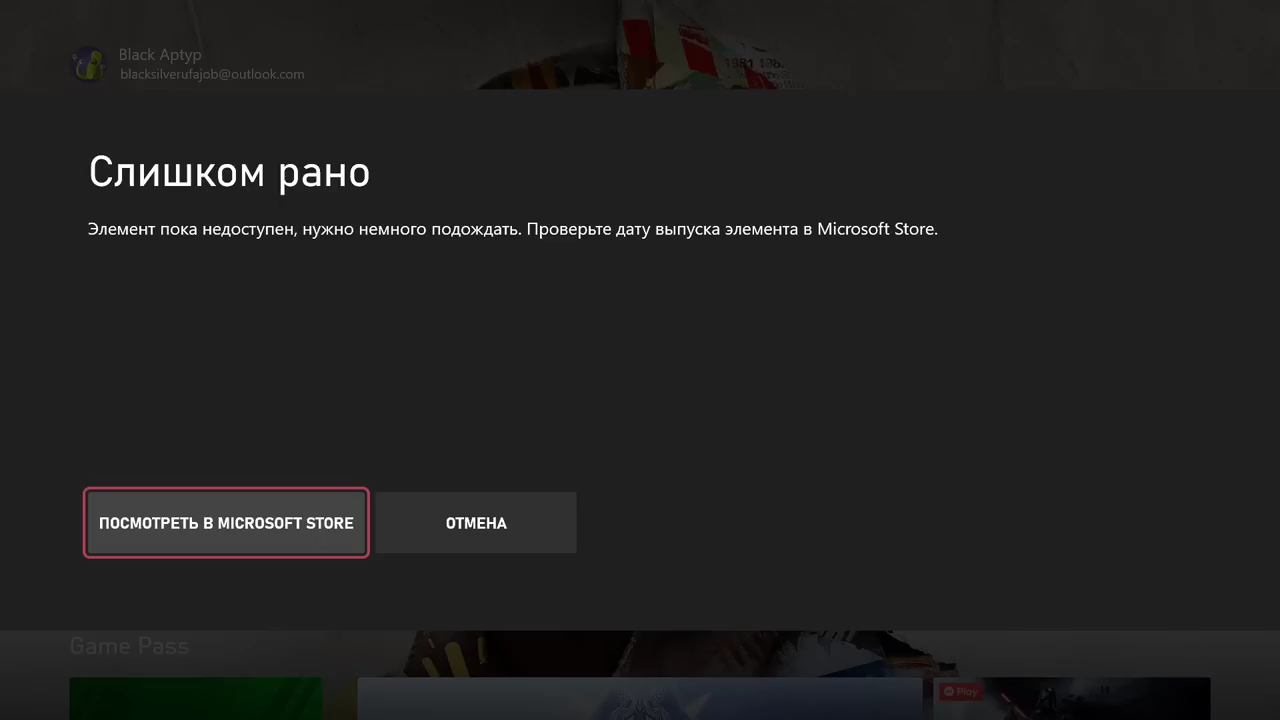 Black Артур
blacksilverufajob@outlook.com
Слишком рано
Элемент пока недоступен, нужно немного подождать. Проверьте дату выпуска элемента в Microsoft Store.
ПОСМОТРЕТЬ В MICROSOFT STORE
ОТМЕНА
Game Pass
Play